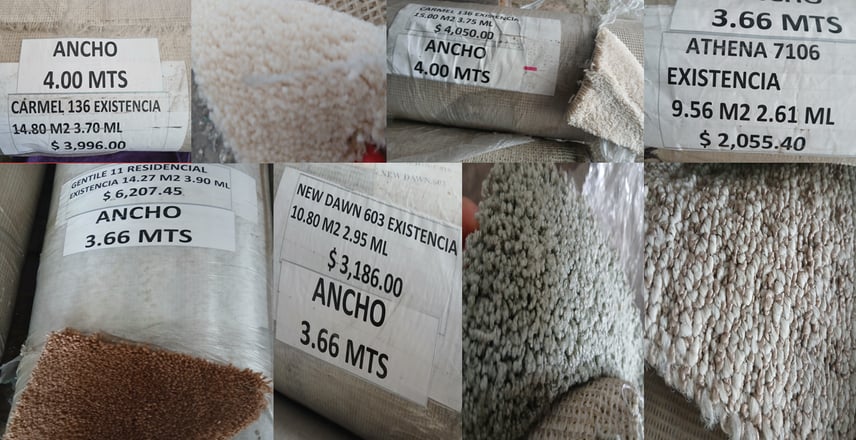 ANCHO
4.00 MTS
CARMEL 136 EXISTENCIA
14.80 M2 3.70 ML
$ 3,996.00
CARMEL 136 EXISTENCIA
15.00 M2 3.75 ML
$ 4,050.00
ANCHO
4.00 MTS
3.66 MTS
ATHENA 7106
EXISTENCIA
9.56 M2 2.61 ML
$ 2,055.40
GENTILE 11 RESIDENCIAL
EXISTENCIA 14.27 M2 3.90 ML
$ 6,207.45
ANCHO
3.66 MTS
NEW DAWN 603
NEW DAWN 603 EXISTENCIA
10.80 M2 2.95 ML
$ 3,186.00
ANCHO
3.66 MTS